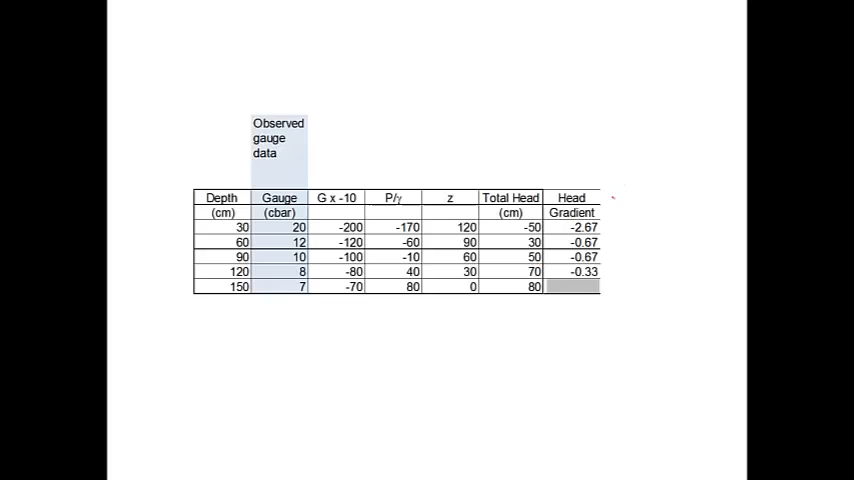 Observed
gauge
data
Depth Gauge G x -10 P/γ z Total Head Head
(cm) (cbar) (cm) Gradient
30 20 -200 -170 120 -50 -2.67
60 12 -120 -60 90 30 -0.67
90 10 -100 -10 60 50 -0.67
120 8 -80 40 30 70 -0.33
150 7 -70 80 0 80